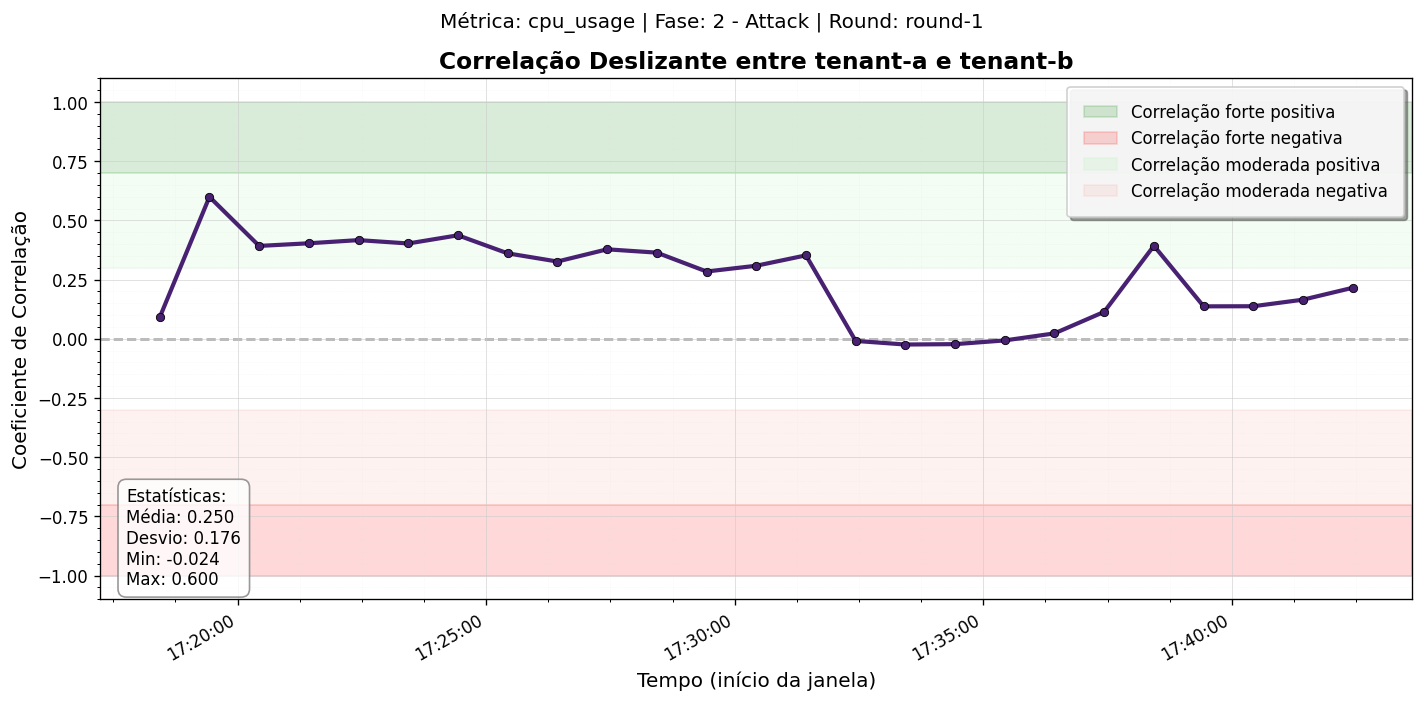 Métrica: cpu_usage | Fase: 2 - Attack | Round: round-1
Correlação Deslizante entre tenant-a e tenant-b
Coeficiente de Correlação
1.00
0.75
0.50
0.25
0.00
−0.25
−0.50
−0.75
−1.00
Correlação forte positiva
Correlação forte negativa
Correlação moderada positiva
Correlação moderada negativa
Estatísticas:
Média: 0.250
Desvio: 0.176
Min: -0.024
Max: 0.600
17:20:00
17:25:00
17:30:00
17:35:00
17:40:00
Tempo (início da janela)